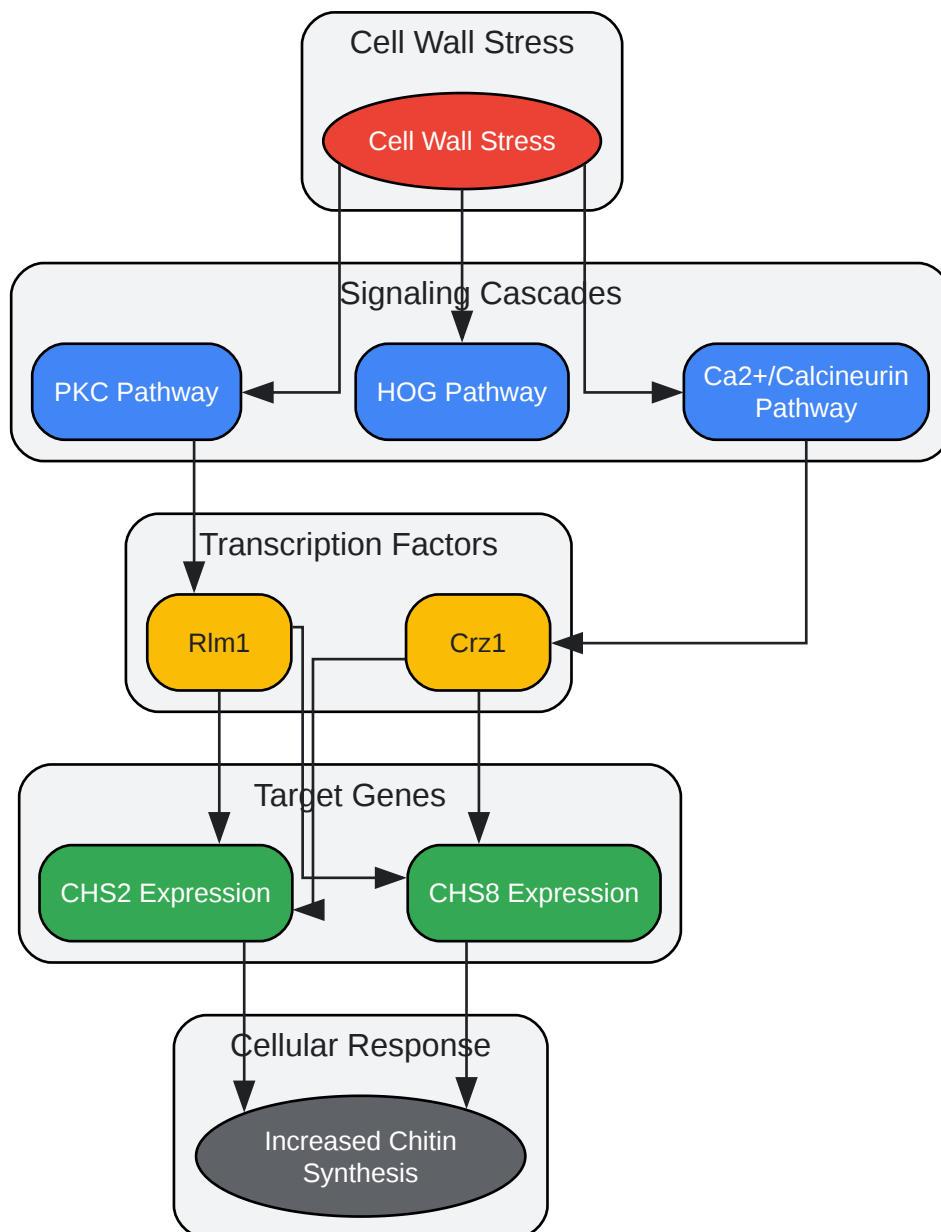 Cell Wall Stress
Cell Wall Stress
Signaling Cascades
PKC Pathway
HOG Pathway
Ca2+/Calcineurin
Pathway
Transcription Factors
Rlm1
Crz1
Target Genes
CHS2 Expression
CHS8 Expression
Cellular Response
Increased Chitin
Synthesis